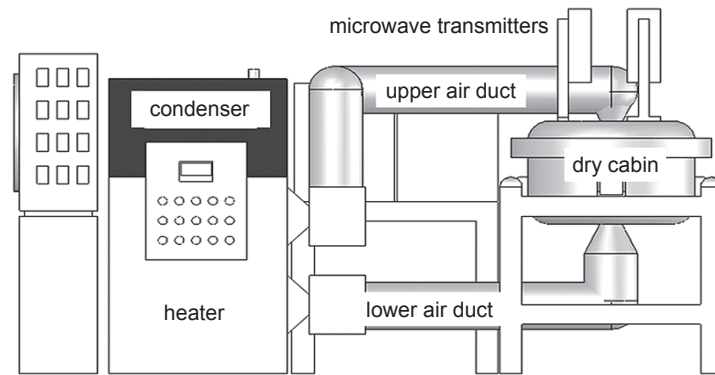 microwave transmitters
condenser
upper air duct
dry cabin
heater
lower air duct